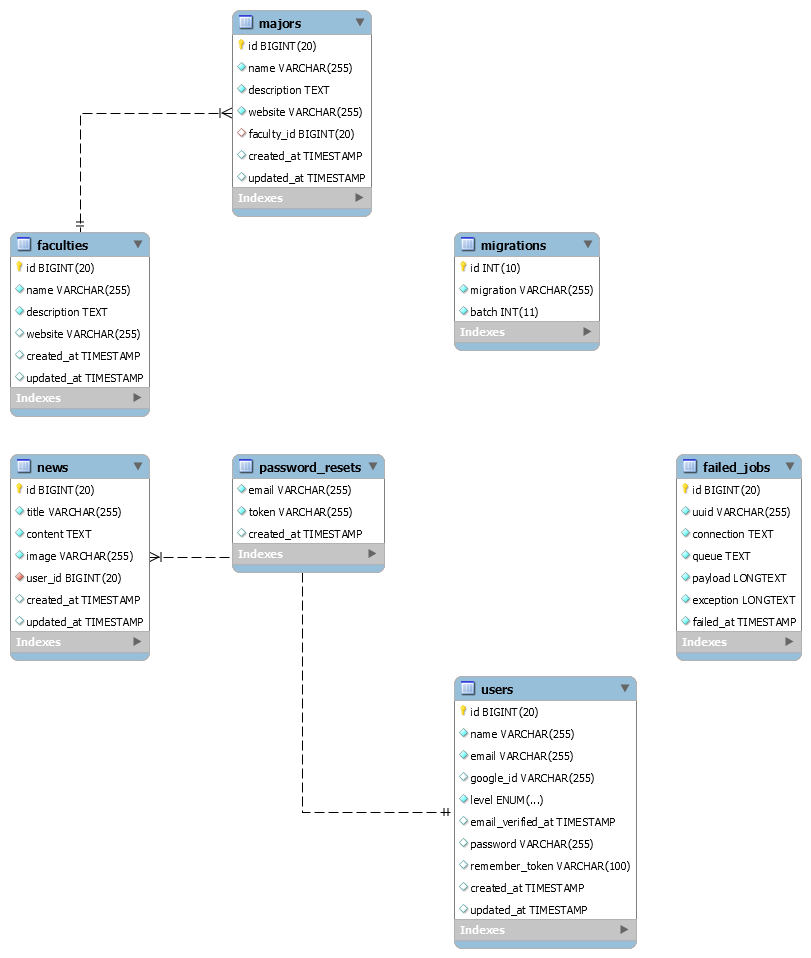 majors
id BIGINT(20)
name VARCHAR(255)
description TEXT
website VARCHAR(255)
faculty_id BIGINT(20)
created_at TIMESTAMP
updated_at TIMESTAMP
Indexes
faculties
id BIGINT(20)
name VARCHAR(255)
description TEXT
website VARCHAR(255)
created_at TIMESTAMP
updated_at TIMESTAMP
Indexes
migrations
id INT(10)
migration VARCHAR(255)
batch INT(11)
Indexes
news
id BIGINT(20)
title VARCHAR(255)
content TEXT
image VARCHAR(255)
user_id BIGINT(20)
created_at TIMESTAMP
updated_at TIMESTAMP
Indexes
password_resets
email VARCHAR(255)
token VARCHAR(255)
created_at TIMESTAMP
Indexes
failed_jobs
id BIGINT(20)
uuid VARCHAR(255)
connection TEXT
queue TEXT
payload LONGTEXT
exception LONGTEXT
failed_at TIMESTAMP
Indexes
users
id BIGINT(20)
name VARCHAR(255)
email VARCHAR(255)
google_id VARCHAR(255)
level ENUM(...)
email_verified_at TIMESTAMP
password VARCHAR(255)
remember_token VARCHAR(100)
created_at TIMESTAMP
updated_at TIMESTAMP
Indexes